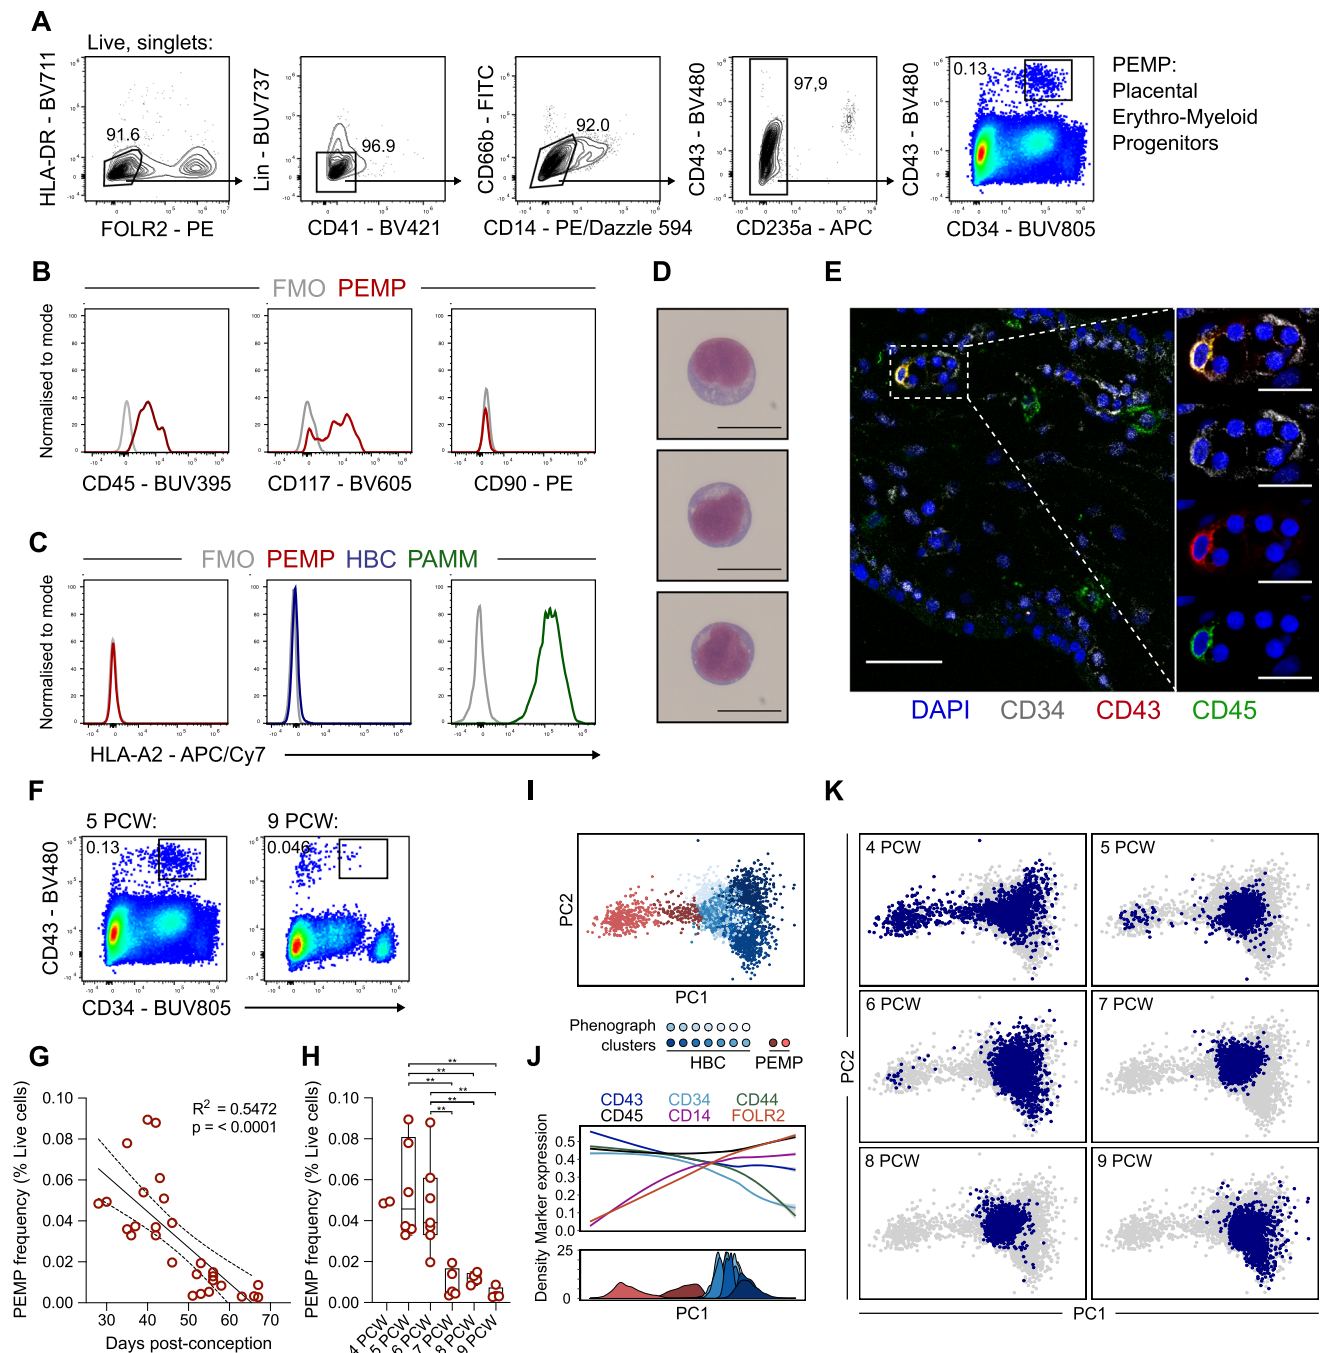 A
Live, singlets:
HLA-DR - BV711
91.6
FOLR2 - PE
Lin - BUV737
96.9
CD41 - BV421
CD66b - FITC
92.0
CD14 - PE/Dazzle 594
CD43 - BV480
97,9
CD235a - APC
CD43 - BV480
0.13
CD34 - BUV805
PEMP:
Placental
Erythro-Myeloid
Progenitors
B
FMO PEMP
Normalised to mode
CD45 - BUV395
CD117 - BV605
CD90 - PE
C
FMO PEMP HBC PAMM
Normalised to mode
HLA-A2 - APC/Cy7
D
E
DAPI CD34 CD43 CD45
F
5 PCW:
0.13
9 PCW:
0.046
CD43 - BV480
CD34 - BUV805
G
PEMP frequency (% Live cells)
0.10
0.08
0.06
0.04
0.02
0.00
R² = 0.5472
p = < 0.0001
30 40 50 60 70
Days post-conception
H
PEMP frequency (% Live cells)
0.10
0.08
0.06
0.04
0.02
0.00
**
**
**
**
**
**
4 PCW
5 PCW
6 PCW
7 PCW
8 PCW
9 PCW
I
PC2
PC1
Phenograph
clusters
HBC PEMP
J
CD43 CD34 CD44
CD45 CD14 FOLR2
Marker expression
0.5
0.4
0.3
0.2
0.1
0.0
Density
25
0
PC1
K
4 PCW
5 PCW
6 PCW
7 PCW
8 PCW
9 PCW
PC2
PC1